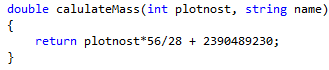 double calulateMass(int plotnost, string name)
{
    return plotnost*56/28 + 2390489230;
}